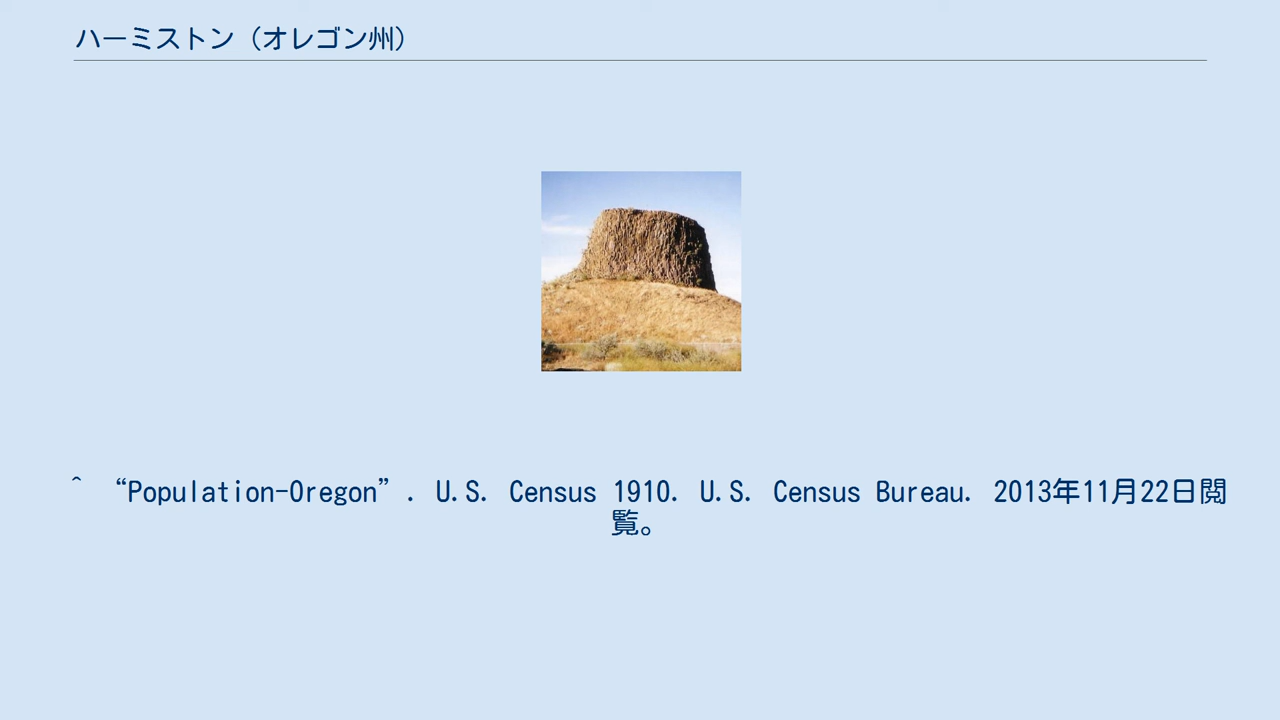 ハーミストン（オレゴン州）
^ “Population-Oregon”. U.S. Census 1910. U.S. Census Bureau. 2013年11月22日閲
覧。